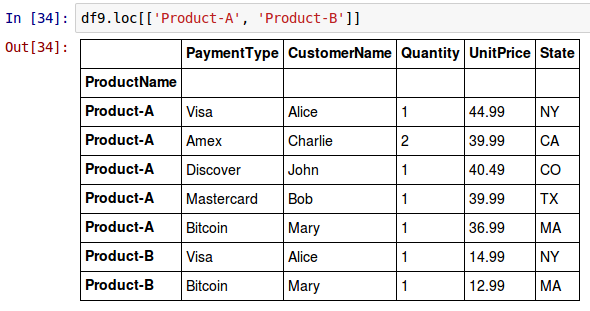 In [34]: df9.loc[['Product-A', 'Product-B']]
Out[34]:
PaymentType CustomerName Quantity UnitPrice State
ProductName
Product-A Visa Alice 1 44.99 NY
Product-A Amex Charlie 2 39.99 CA
Product-A Discover John 1 40.49 CO
Product-A Mastercard Bob 1 39.99 TX
Product-A Bitcoin Mary 1 36.99 MA
Product-B Visa Alice 1 14.99 NY
Product-B Bitcoin Mary 1 12.99 MA